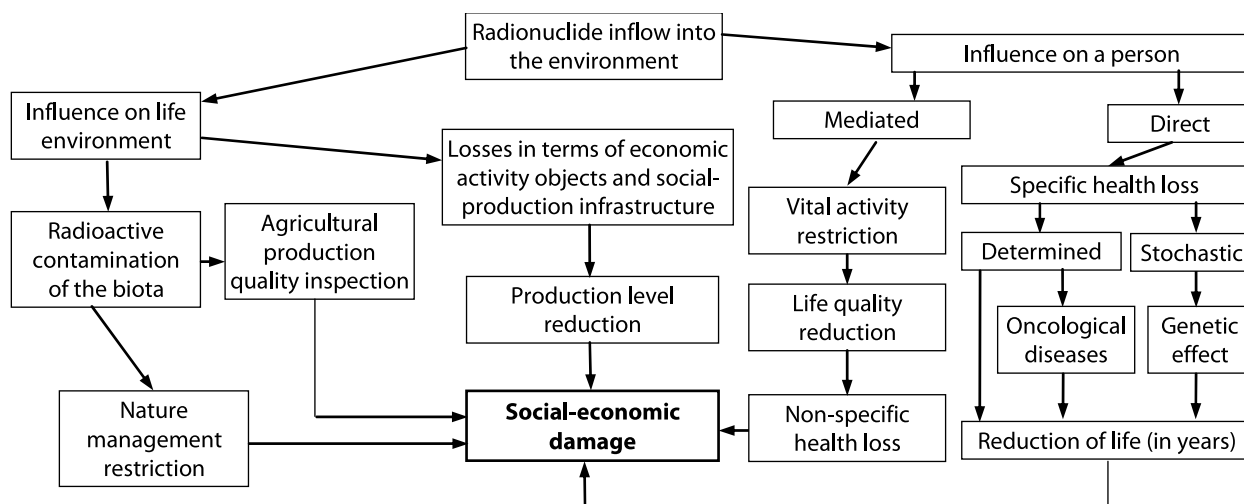 Radionuclide inflow into
the environment
Influence on a person
Influence on life
environment
Mediated
Direct
Losses in terms of economic
activity objects and social-
production infrastructure
Specific health loss
Radioactive
contamination
of the biota
Agricultural
production
quality inspection
Vital activity
restriction
Determined
Stochastic
Production level
reduction
Life quality
reduction
Oncological
diseases
Genetic
effect
Nature
management
restriction
Social-economic
damage
Non-specific
health loss
Reduction of life (in years)